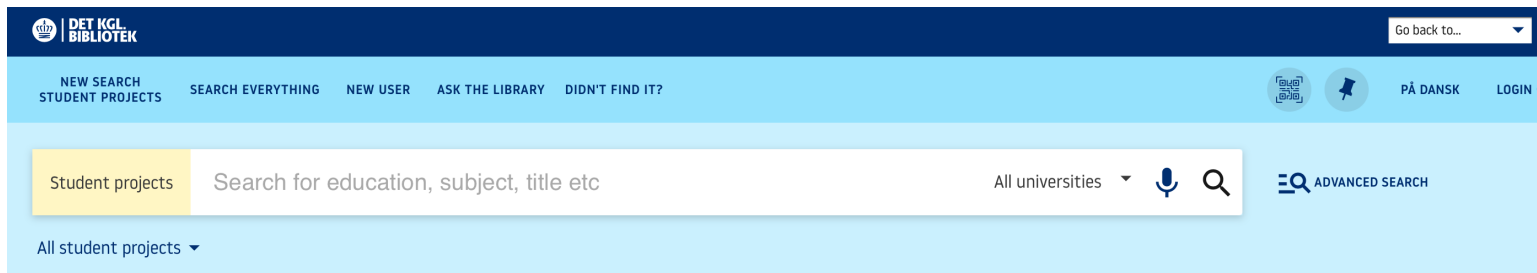 DET KGL.
BIBLIOTEK
Go back to...
NEW SEARCH
STUDENT PROJECTS
SEARCH EVERYTHING
NEW USER
ASK THE LIBRARY
DIDN'T FIND IT?
PÅ DANSK
LOGIN
Student projects
Search for education, subject, title etc
All universities
ADVANCED SEARCH
All student projects